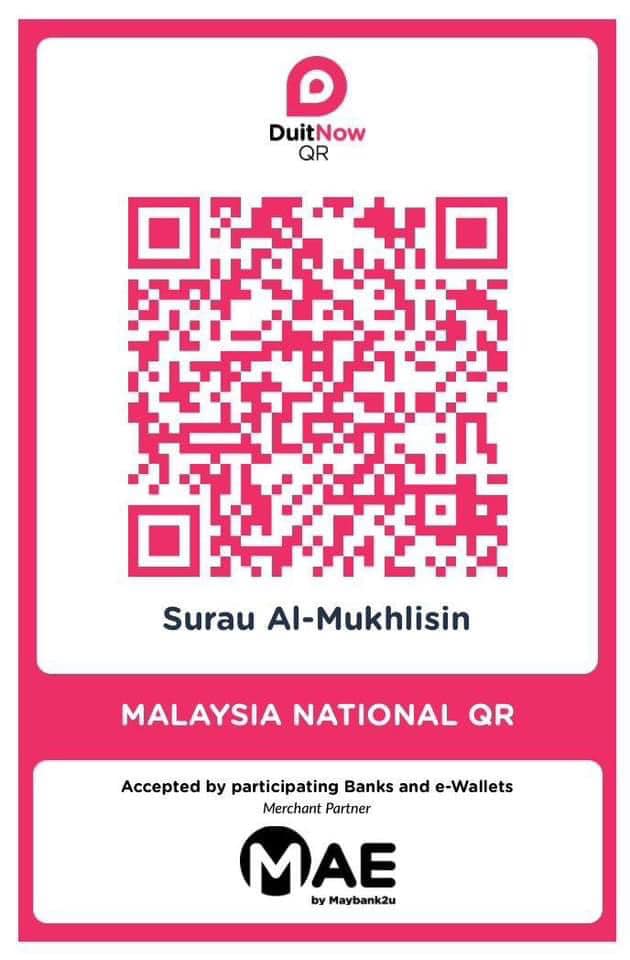 DuitNow
QR
Surau Al-Mukhlisin
MALAYSIA NATIONAL QR
Accepted by participating Banks and e-Wallets
Merchant Partner
MAE
by Maybank2u